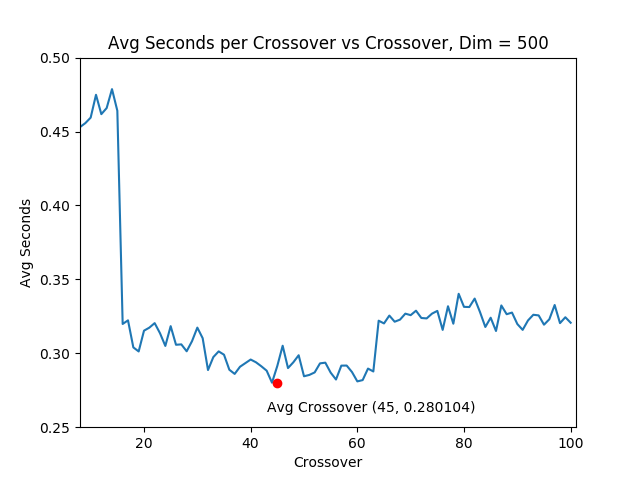 Avg Seconds per Crossover vs Crossover, Dim = 500
0.50
0.45
0.40
0.35
0.30
0.25
Avg Seconds
Avg Crossover (45, 0.280104)
20 40 60 80 100
Crossover